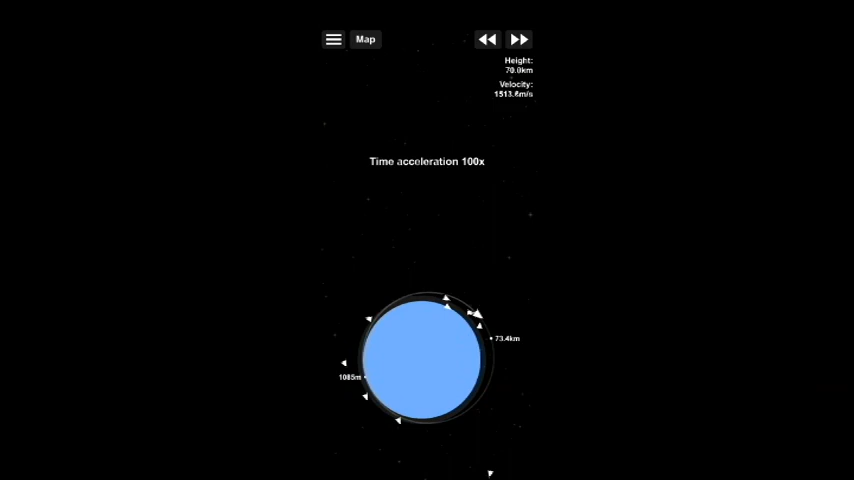 Map
Height:
70.0km
Velocity:
1513.6m/s
Time acceleration 100x
73.4km
1085m